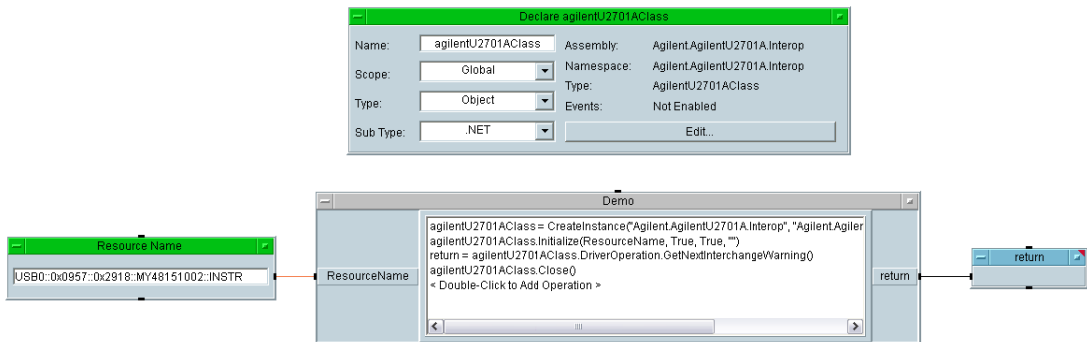 Declare agilentU2701AClass
Name: agilentU2701AClass Assembly: Agilent.AgilentU2701A.Interop
Scope: Global Namespace: Agilent.AgilentU2701A.Interop
Type: Object Type: AgilentU2701AClass
Events: Not Enabled
Sub Type: .NET Edit...
Demo
agilentU2701AClass = CreateInstance("Agilent.AgilentU2701A.Interop", "Agilent.Agiler
agilentU2701AClass.Initialize(ResourceName, True, True, "")
return = agilentU2701AClass.DriverOperation.GetNextInterchangeWarning()
agilentU2701AClass.Close()
< Double-Click to Add Operation >
Resource Name
USB0::0x0957::0x2918::MY48151002::INSTR
ResourceName
return
return